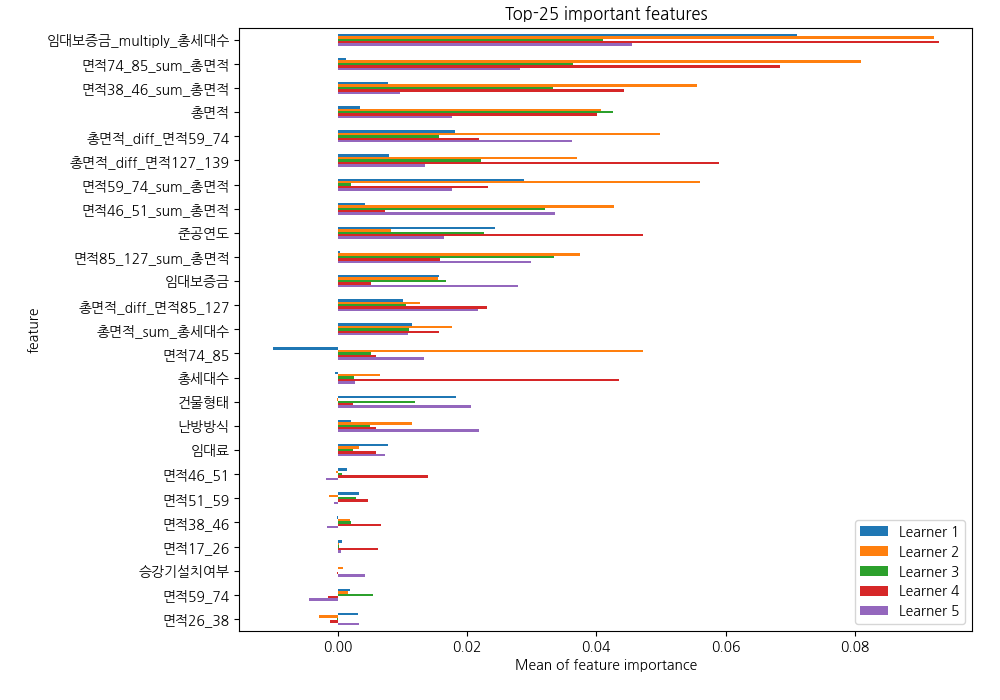 Top-25 important features
임대보증금_multiply_총세대수
면적74_85_sum_총면적
면적38_46_sum_총면적
총면적
총면적_diff_면적59_74
총면적_diff_면적127_139
면적59_74_sum_총면적
면적46_51_sum_총면적
준공연도
면적85_127_sum_총면적
임대보증금
총면적_diff_면적85_127
총면적_sum_총세대수
면적74_85
총세대수
건물형태
난방방식
임대료
면적46_51
면적51_59
면적38_46
면적17_26
승강기설치여부
면적59_74
면적26_38
feature
Learner 1
Learner 2
Learner 3
Learner 4
Learner 5
0.00 0.02 0.04 0.06 0.08
Mean of feature importance